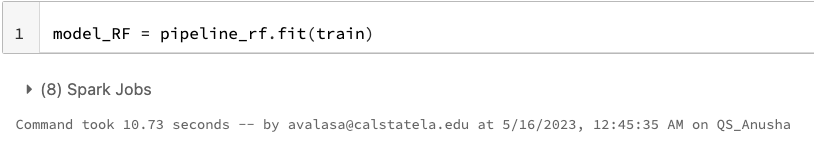 1 model_RF = pipeline_rf.fit(train)
(8) Spark Jobs
Command took 10.73 seconds -- by avalasa@calstatela.edu at 5/16/2023, 12:45:35 AM on QS_Anusha